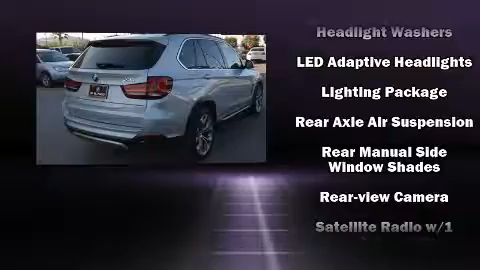 Headlight Washers
LED Adaptive Headlights
Lighting Package
Rear Axle Air Suspension
Rear Manual Side
Window Shades
Rear-view Camera
Satellite Radio w/1